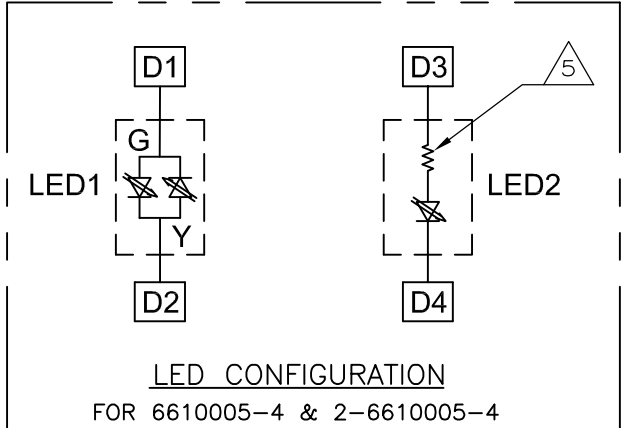 D1
D3
5
G
LED1
LED2
Y
D2
D4
LED CONFIGURATION
FOR 6610005-4 & 2-6610005-4